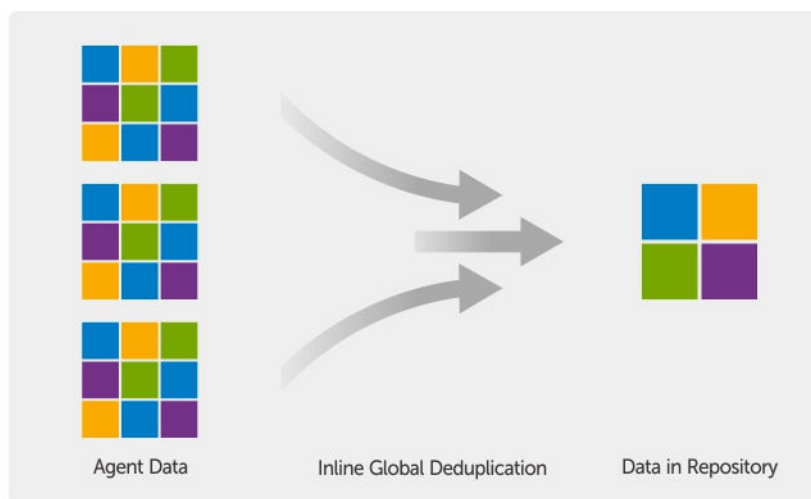 Agent Data
Inline Global Deduplication
Data in Repository